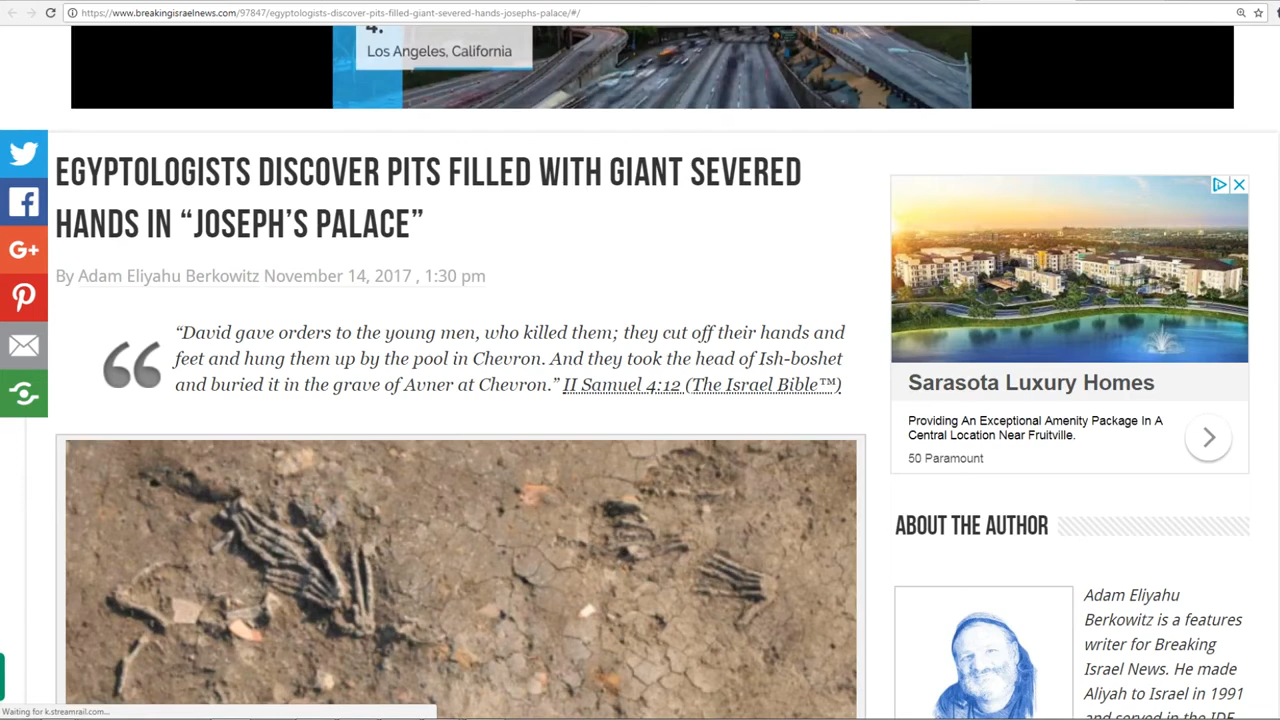 https://www.breakingisraelnews.com/97847/egyptologists-discover-pits-filled-giant-severed-hands-josephs-palace/#/
4.
Los Angeles, California
EGYPTOLOGISTS DISCOVER PITS FILLED WITH GIANT SEVERED
HANDS IN “JOSEPH’S PALACE”
By Adam Eliyahu Berkowitz November 14, 2017 , 1:30 pm
“David gave orders to the young men, who killed them; they cut off their hands and
feet and hung them up by the pool in Chevron. And they took the head of Ish-boshet
and buried it in the grave of Avner at Chevron.” II Samuel 4:12 (The Israel Bible™)
G+
Sarasota Luxury Homes
Providing An Exceptional Amenity Package In A
Central Location Near Fruitville.
50 Paramount
ABOUT THE AUTHOR
Adam Eliyahu
Berkowitz is a features
writer for Breaking
Israel News. He made
Aliyah to Israel in 1991
and served in the IDF
Waiting for k.streamrail.com...